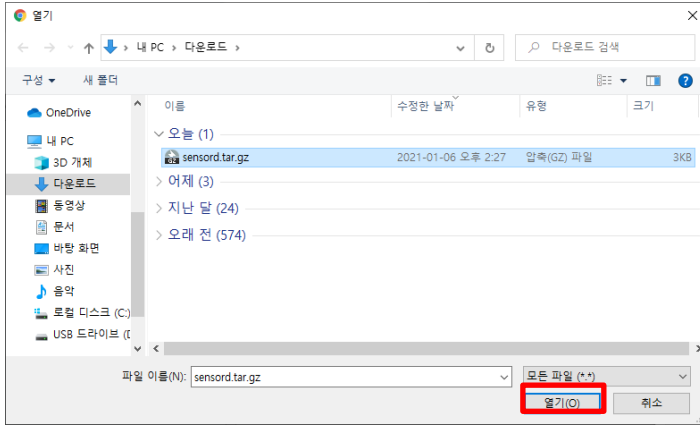 열기
내 PC › 다운로드 ›
다운로드 검색
구성
새 폴더
이름 수정한 날짜 유형 크기
OneDrive
내 PC
3D 개체
다운로드
동영상
문서
바탕 화면
사진
음악
로컬 디스크 (C:)
USB 드라이브 (D
오늘 (1)
GZ sensord.tar.gz 2021-01-06 오후 2:27 압축(GZ) 파일 3KB
어제 (3)
지난 달 (24)
오래 전 (574)
파일 이름(N): sensord.tar.gz
모든 파일 (*.*)
열기(O) 취소